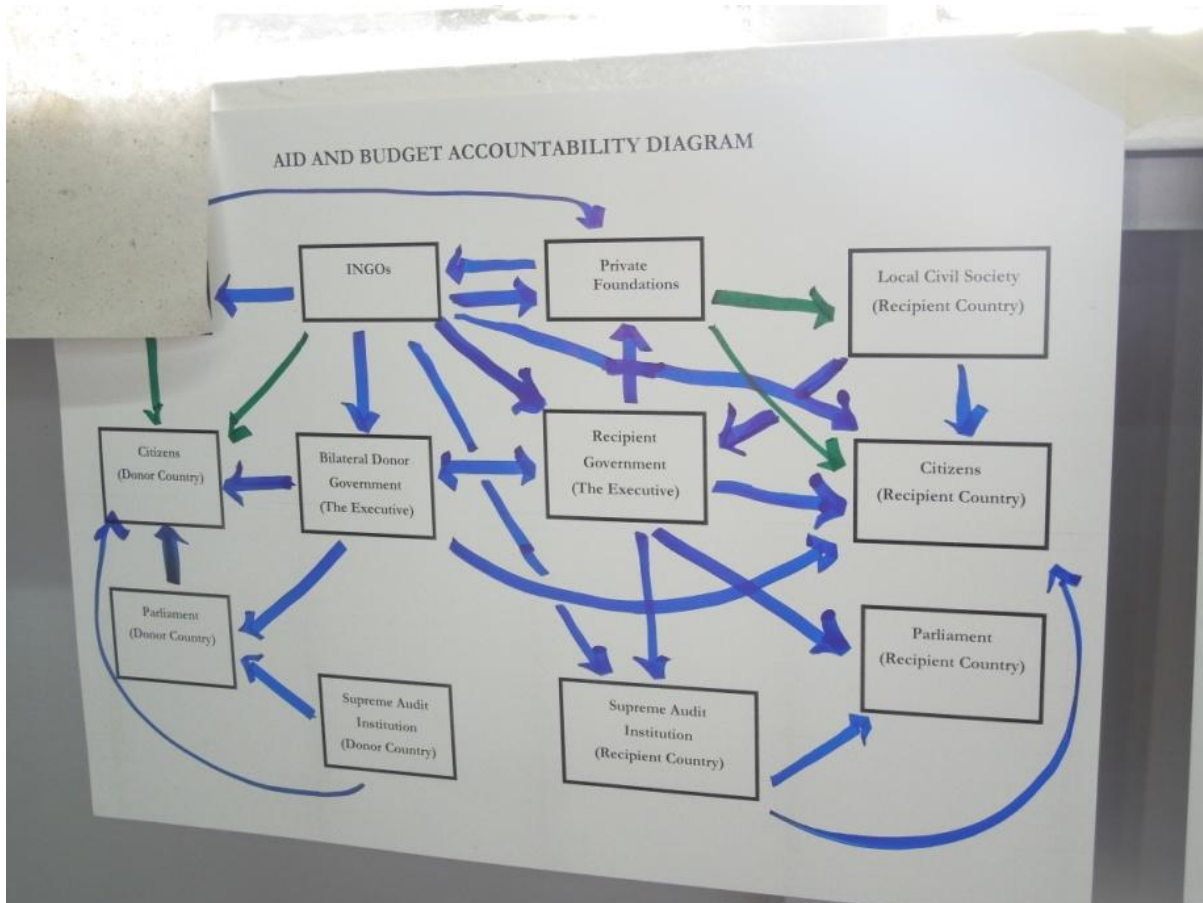 AID AND BUDGET ACCOUNTABILITY DIAGRAM
INGOs
Private
Foundations
Local Civil Society
(Recipient Country)
Citizens
(Donor Country)
Bilateral Donor
Government
(The Executive)
Recipient
Government
(The Executive)
Citizens
(Recipient Country)
Parliament
(Donor Country)
Supreme Audit
Institution
(Donor Country)
Supreme Audit
Institution
(Recipient Country)
Parliament
(Recipient Country)